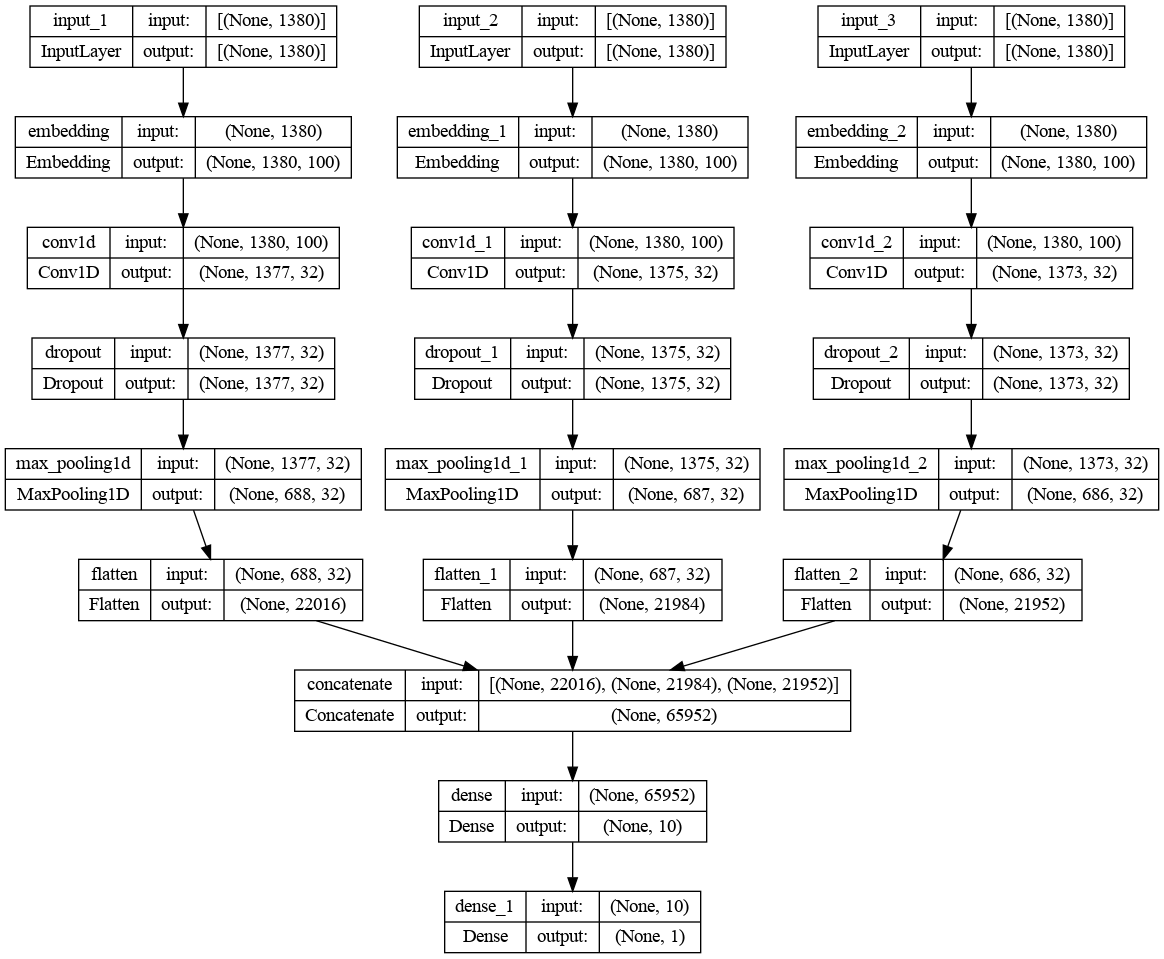 input_1 input: [(None, 1380)]
InputLayer output: [(None, 1380)]
input_2 input: [(None, 1380)]
InputLayer output: [(None, 1380)]
input_3 input: [(None, 1380)]
InputLayer output: [(None, 1380)]
embedding input: (None, 1380)
Embedding output: (None, 1380, 100)
embedding_1 input: (None, 1380)
Embedding output: (None, 1380, 100)
embedding_2 input: (None, 1380)
Embedding output: (None, 1380, 100)
conv1d input: (None, 1380, 100)
Conv1D output: (None, 1377, 32)
conv1d_1 input: (None, 1380, 100)
Conv1D output: (None, 1375, 32)
conv1d_2 input: (None, 1380, 100)
Conv1D output: (None, 1373, 32)
dropout input: (None, 1377, 32)
Dropout output: (None, 1377, 32)
dropout_1 input: (None, 1375, 32)
Dropout output: (None, 1375, 32)
dropout_2 input: (None, 1373, 32)
Dropout output: (None, 1373, 32)
max_pooling1d input: (None, 1377, 32)
MaxPooling1D output: (None, 688, 32)
max_pooling1d_1 input: (None, 1375, 32)
MaxPooling1D output: (None, 687, 32)
max_pooling1d_2 input: (None, 1373, 32)
MaxPooling1D output: (None, 686, 32)
flatten input: (None, 688, 32)
Flatten output: (None, 22016)
flatten_1 input: (None, 687, 32)
Flatten output: (None, 21984)
flatten_2 input: (None, 686, 32)
Flatten output: (None, 21952)
concatenate input: [(None, 22016), (None, 21984), (None, 21952)]
Concatenate output: (None, 65952)
dense input: (None, 65952)
Dense output: (None, 10)
dense_1 input: (None, 10)
Dense output: (None, 1)